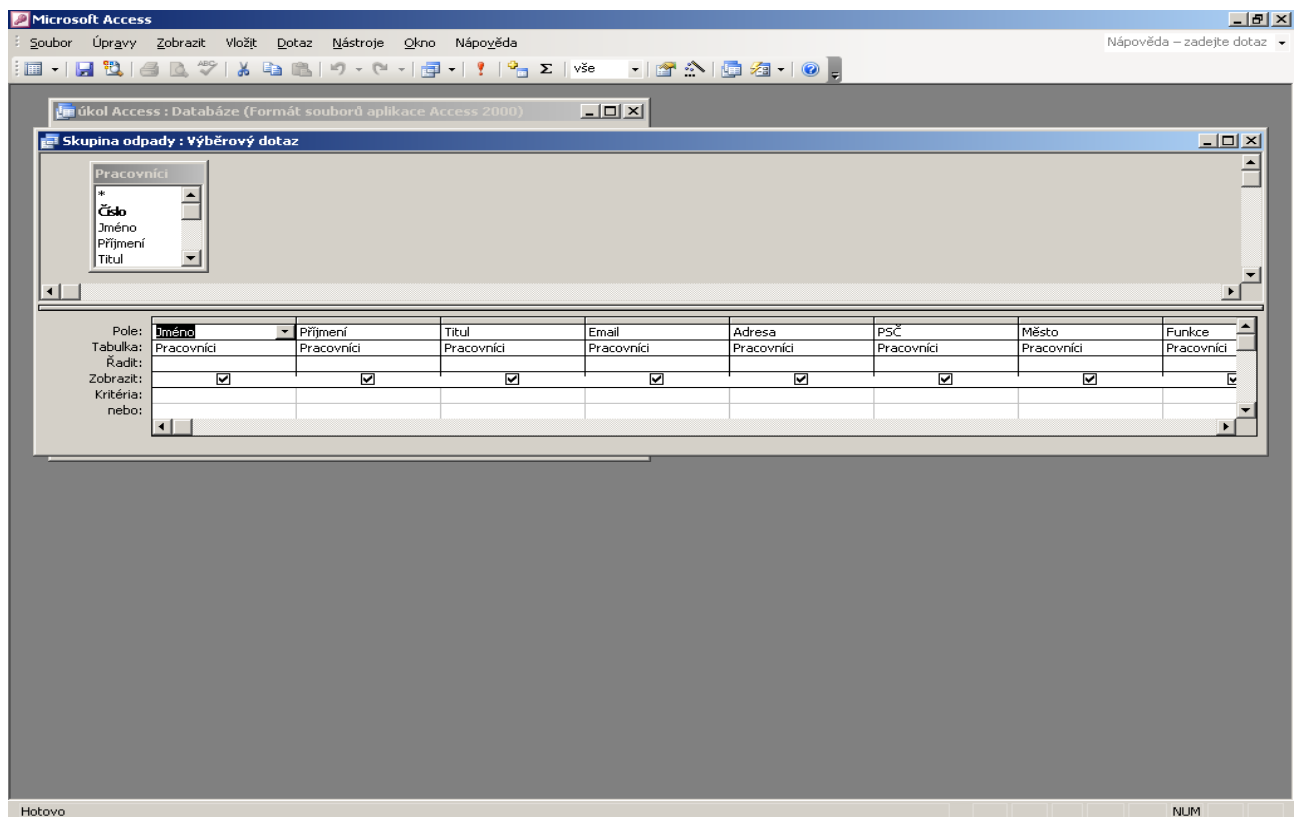 Microsoft Access
Soubor Úpravy Zobrazit Vložit Dotaz Nástroje Okno Nápověda Nápověda – zadejte dotaz
vše
úkol Access : Databáze (Formát souborů aplikace Access 2000)
Skupina odpady : Výběrový dotaz
Pracovníci
*
Číslo
Jméno
Příjmení
Titul
Pole: Jméno Příjmení Titul Email Adresa PSČ Město Funkce
Tabulka: Pracovníci Pracovníci Pracovníci Pracovníci Pracovníci Pracovníci Pracovníci Pracovníci
Řadit:
Zobrazit:
Kritéria:
nebo:
Hotovo NUM